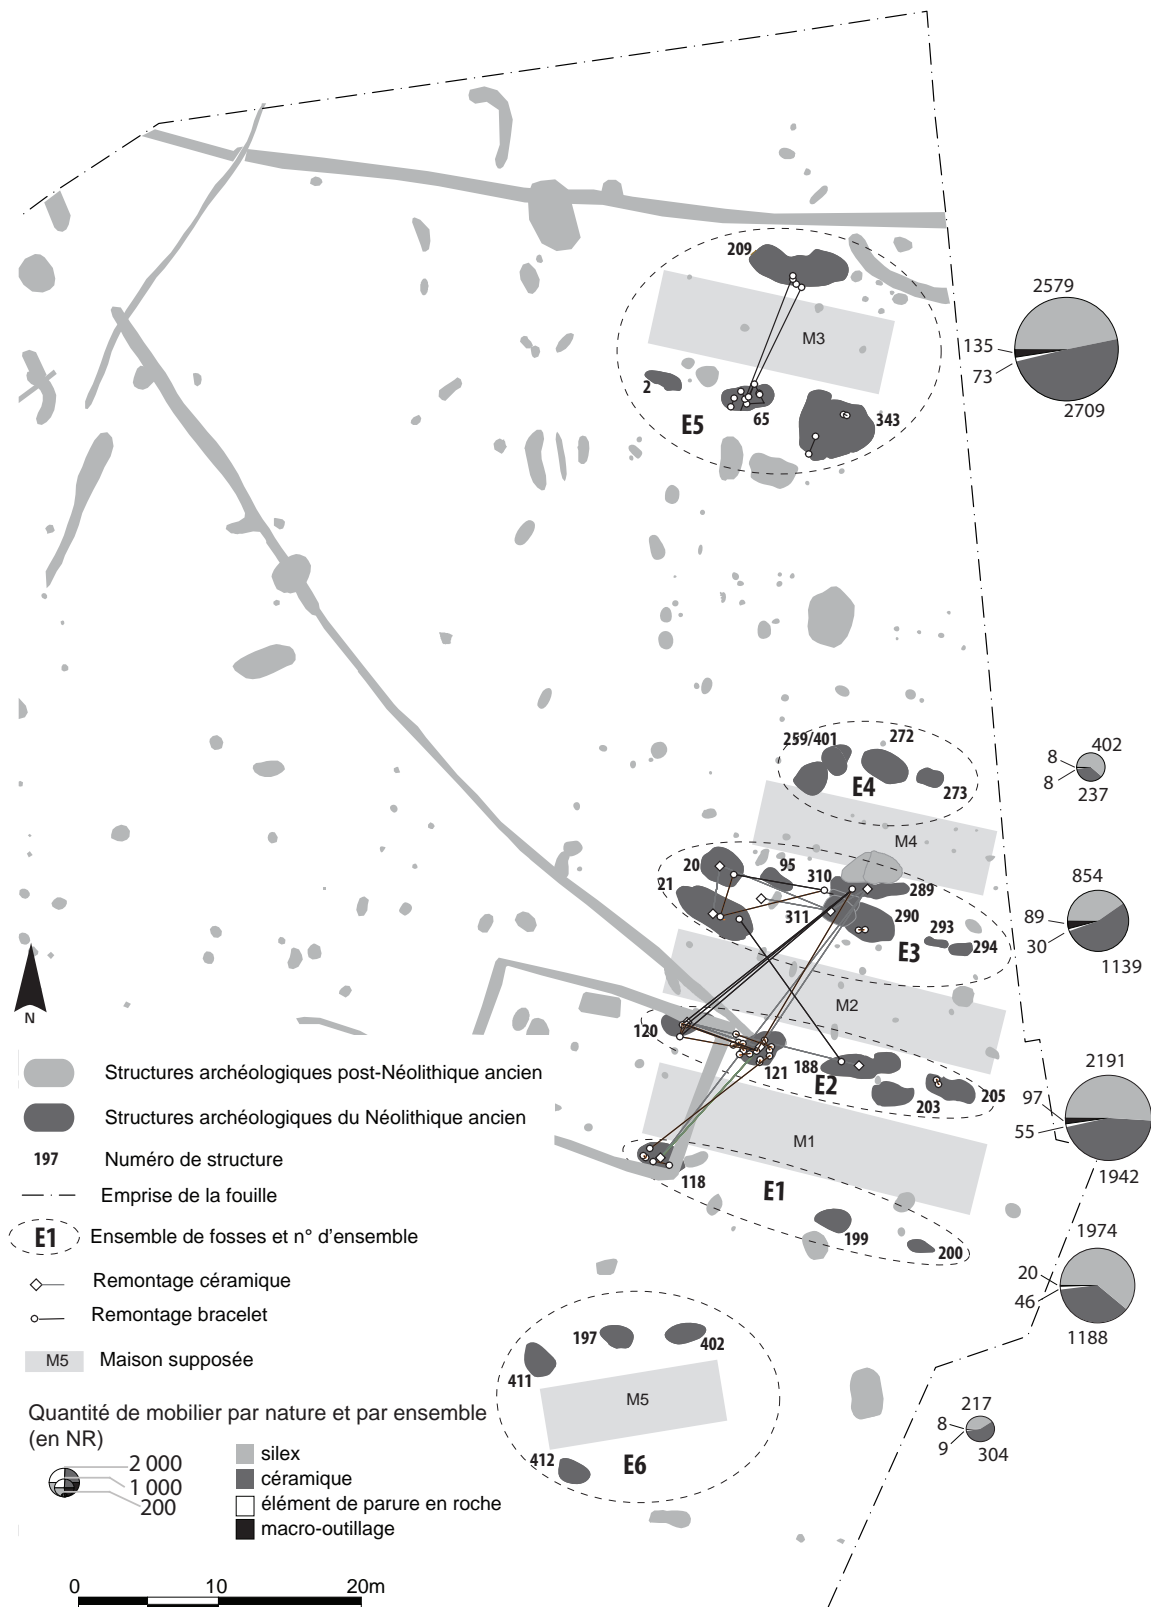 209
2579
M3
135
73
2
65
343
E5
2709
259/401
272
402
8
8
E4
273
237
M4
20
95
310
854
21
289
311
290
89
293
30
294
E3
1139
N
M2
120
188
121
2191
E2
97
203
205
55
M1
1942
118
E1
199
200
1974
20
46
1188
197
402
411
M5
217
8
9
304
412
E6
Structures archéologiques post-Néolithique ancien
Structures archéologiques du Néolithique ancien
197 Numéro de structure
Emprise de la fouille
E1 Ensemble de fosses et n° d'ensemble
Remontage céramique
Remontage bracelet
M5 Maison supposée
Quantité de mobilier par nature et par ensemble
(en NR)
2 000
1 000
200
silex
céramique
élément de parure en roche
macro-outillage
0 10 20m